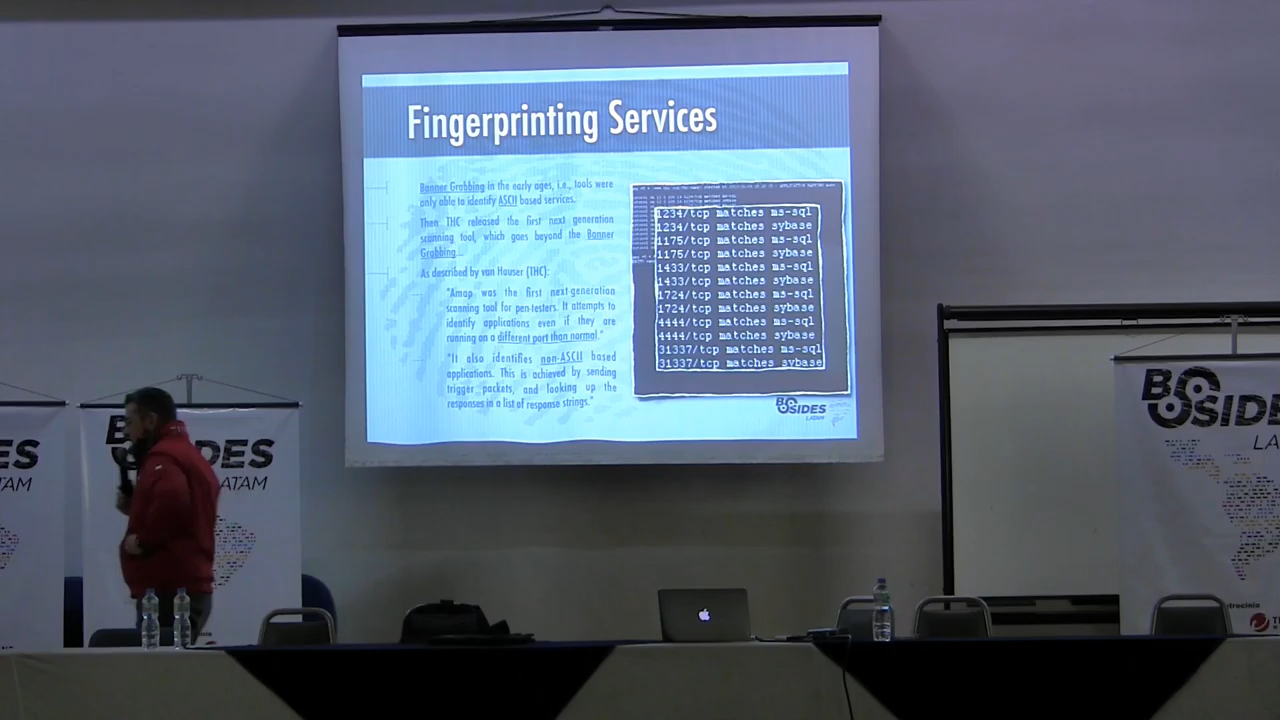 Fingerprinting Services
Banner Grabbing in the early ages, i.e., tools were
only able to identify ASCII based services.
Then THC released the first next generation
scanning tool, which goes beyond the Banner
Grabbing...
As described by van Hauser (THC):
"Amap was the first next-generation
scanning tool for pen-testers. It attempts to
identify applications even if they are
running on a different port than normal."
"It also identifies non-ASCII based
applications. This is achieved by sending
trigger packets, and looking up the
responses in a list of response strings."
1234/tcp matches ms-sql
1234/tcp matches sybase
1175/tcp matches ms-sql
1175/tcp matches sybase
1433/tcp matches ms-sql
1433/tcp matches sybase
1724/tcp matches ms-sql
1724/tcp matches sybase
4444/tcp matches ms-sql
4444/tcp matches sybase
31337/tcp matches ms-sql
31337/tcp matches sybase
BSIDES
LATAM
ES
TAM
B
DES
ATAM
BSIDE
LA